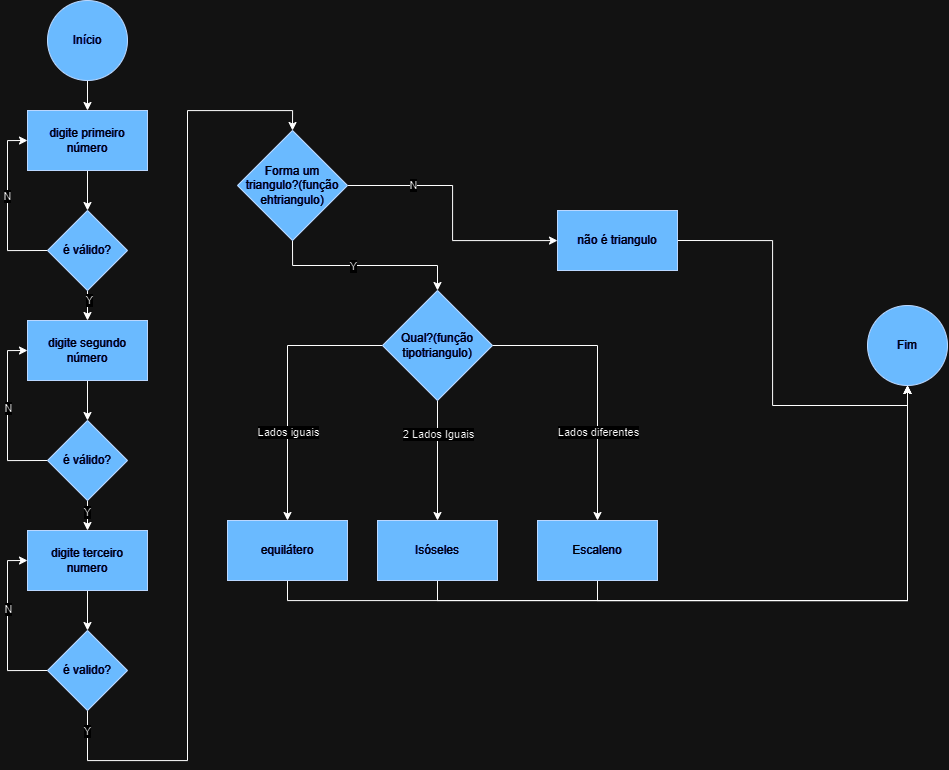 Início
digite primeiro
número
N
é válido?
Y
digite segundo
número
N
é válido?
Y
digite terceiro
numero
N
é valido?
Y
Forma um
triangulo?(função
ehtriangulo)
N
não é triangulo
Y
Qual?(função
tipotriangulo)
Lados iguais
2 Lados Iguais
Lados diferentes
equilátero
Isóseles
Escaleno
Fim